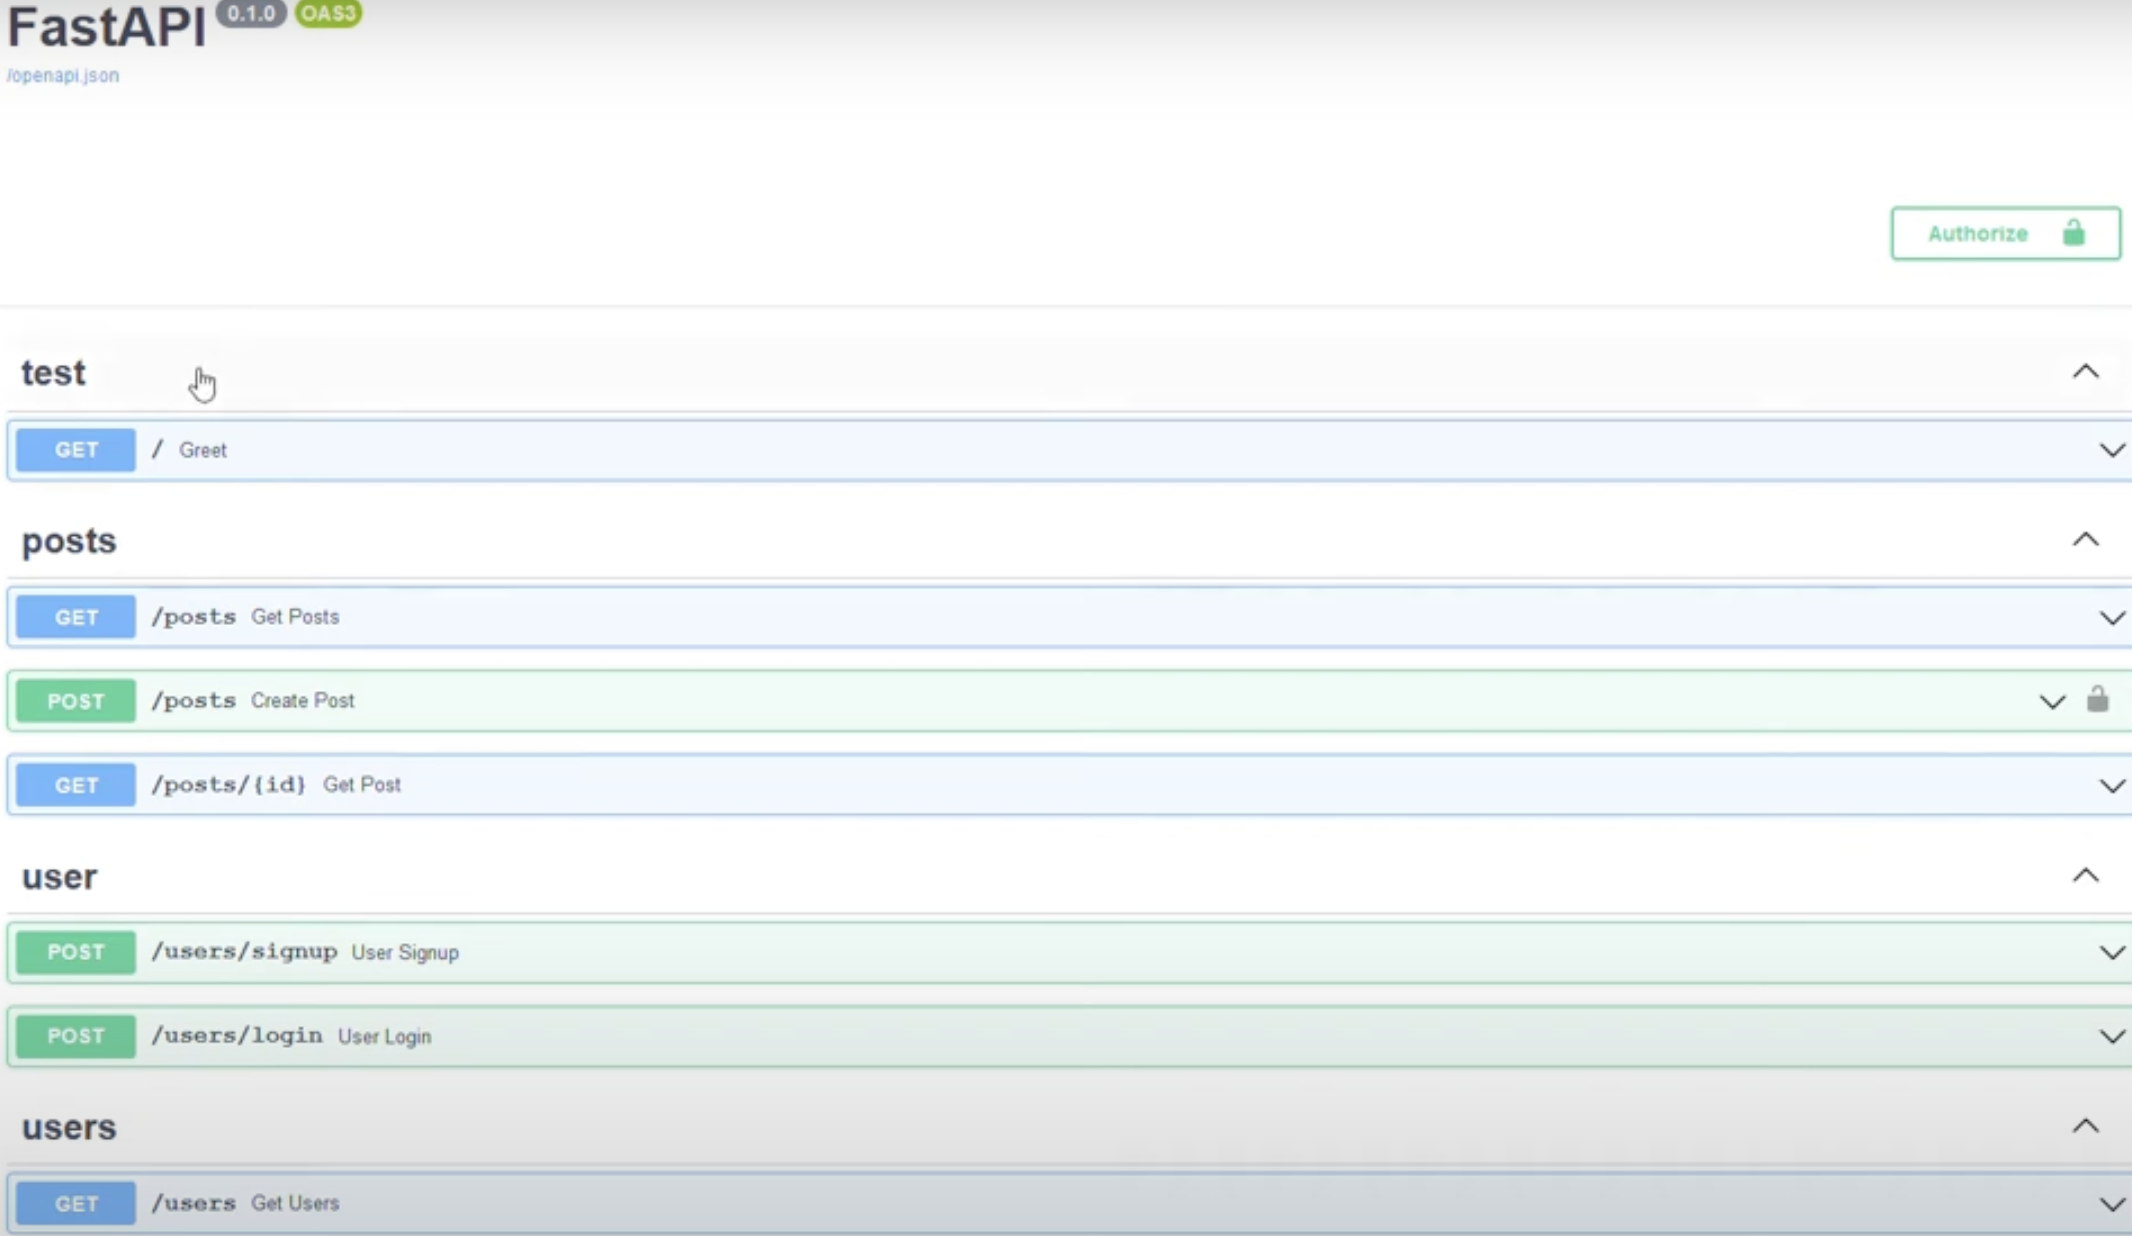 FastAPI 0.1.0 OAS3
/openapi.json
Authorize
test
GET / Greet
posts
GET /posts Get Posts
POST /posts Create Post
GET /posts/{id} Get Post
user
POST /users/signup User Signup
POST /users/login User Login
users
GET /users Get Users